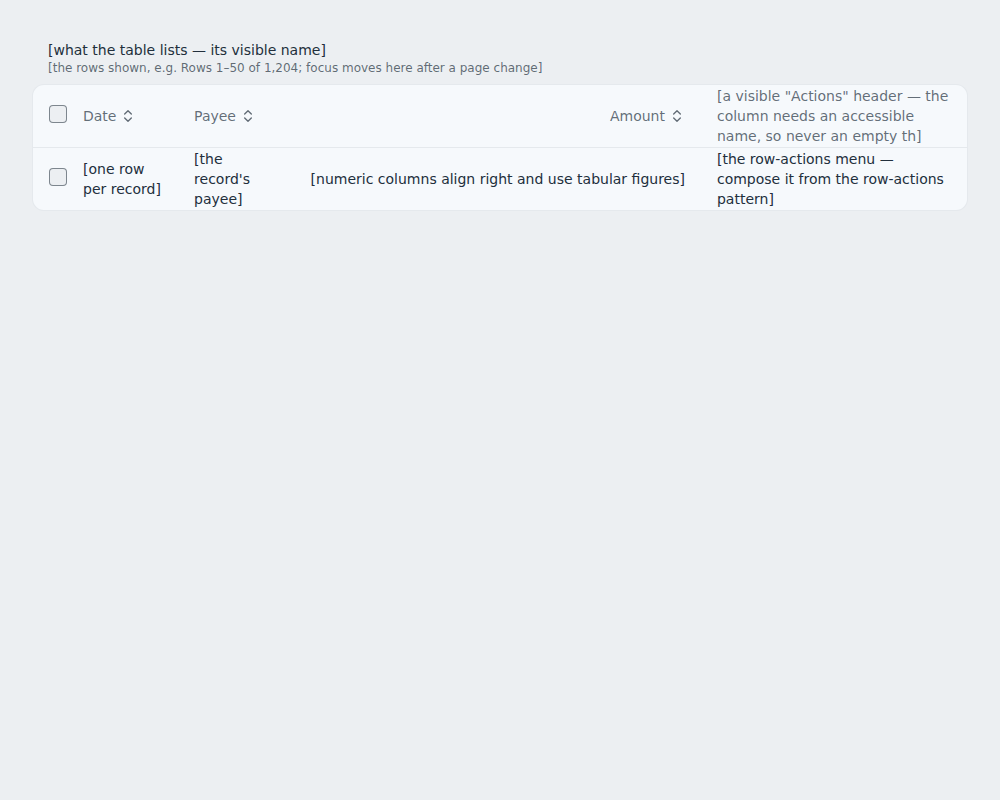 [what the table lists — its visible name]
[the rows shown, e.g. Rows 1–50 of 1,204; focus moves here after a page change]
Date
Payee
Amount
[a visible "Actions" header — the
column needs an accessible
name, so never an empty th]
[one row
per record]
[the
record's
payee]
[numeric columns align right and use tabular figures]
[the row-actions menu —
compose it from the row-actions
pattern]